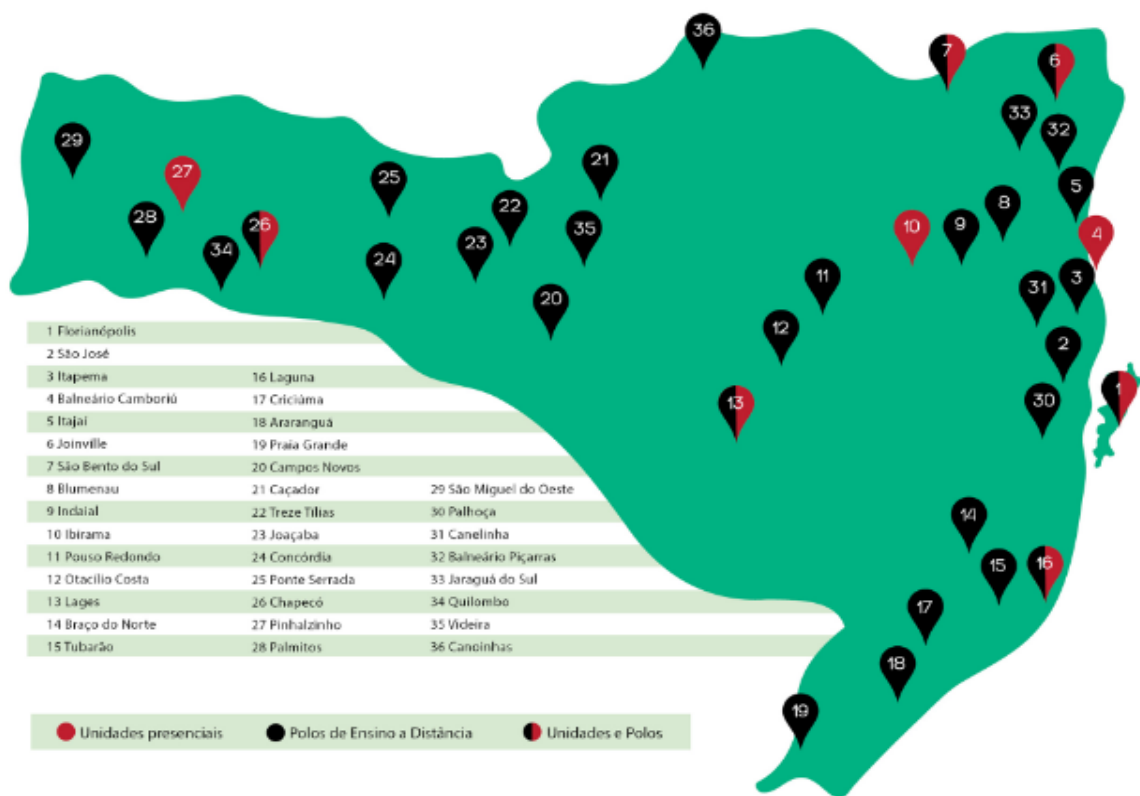 36
7
6
33
32
29
21
27
25
5
8
22
28
26
35
10
9
4
23
34
24
11
3
31
20
12
2
13
1
30
14
15
16
17
18
19
1 Florianópolis
2 São José
3 Itapema
4 Balneário Camboriú
5 Itajaí
6 Joinville
7 São Bento do Sul
8 Blumenau
9 Indaial
10 Ibirama
11 Pouso Redondo
12 Otacílio Costa
13 Lages
14 Braço do Norte
15 Tubarão
16 Laguna
17 Criciúma
18 Araranguá
19 Praia Grande
20 Campos Novos
21 Caçador
22 Treze Tílias
23 Joaçaba
24 Concórdia
25 Ponte Serrada
26 Chapecó
27 Pinhalzinho
28 Palmitos
29 São Miguel do Oeste
30 Palhoça
31 Canelinha
32 Balneário Piçarras
33 Jaraguá do Sul
34 Quilombo
35 Videira
36 Canoinhas
Unidades presenciais
Polos de Ensino a Distância
Unidades e Polos